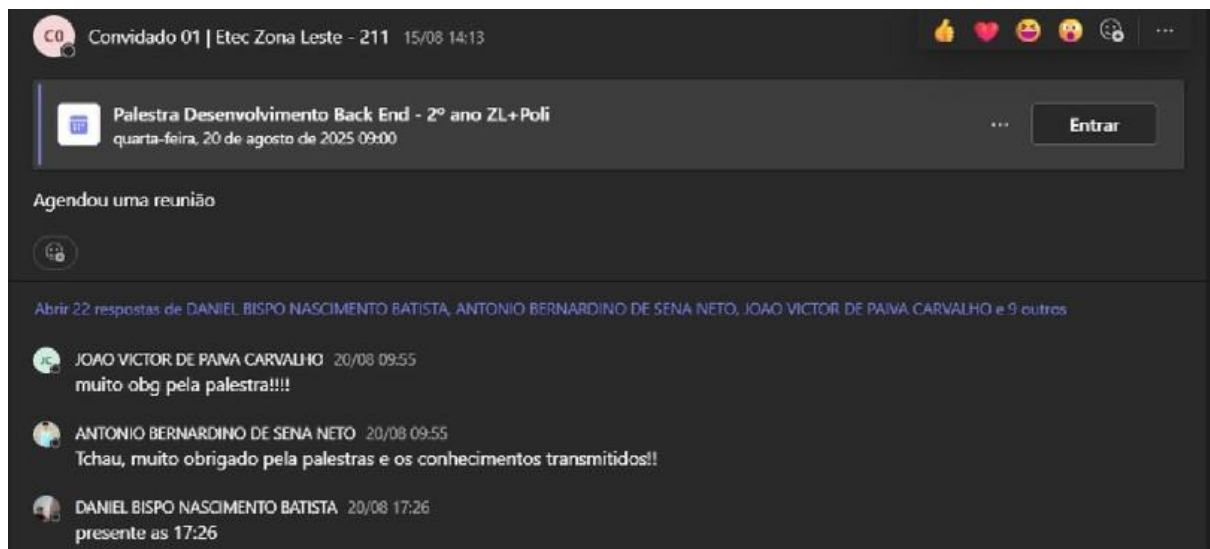 CO
Convidado 01 | Etec Zona Leste - 211 15/08 14:13
Palestra Desenvolvimento Back End - 2º ano ZL+Poli
quarta-feira, 20 de agosto de 2025 09:00
Entrar
Agendou uma reunião
Abrir 22 respostas de DANIEL BISPO NASCIMENTO BATISTA, ANTONIO BERNARDINO DE SENA NETO, JOAO VICTOR DE PAIVA CARVALHO e 9 outros
JC
JOAO VICTOR DE PAIVA CARVALHO 20/08 09:55
muito obg pela palestra!!!!
ANTONIO BERNARDINO DE SENA NETO 20/08 09:55
Tchau, muito obrigado pela palestras e os conhecimentos transmitidos!!
DANIEL BISPO NASCIMENTO BATISTA 20/08 17:26
presente as 17:26